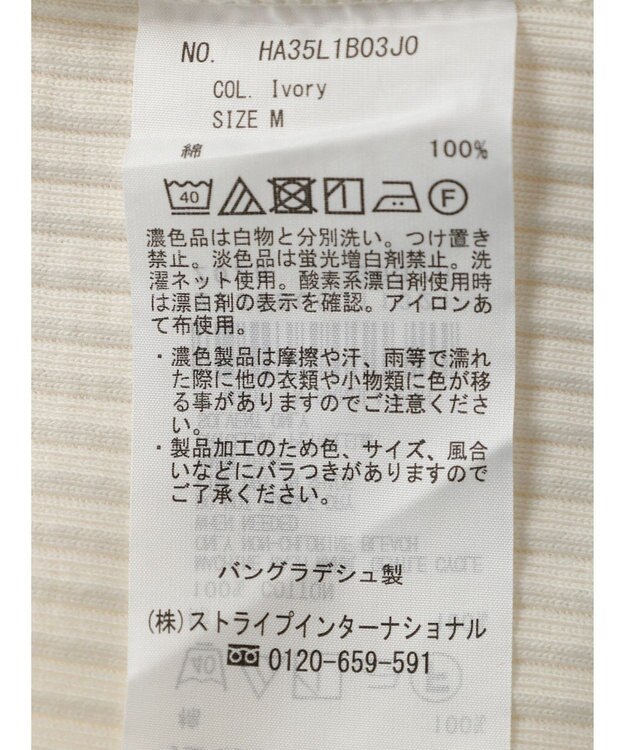 NO. HA35L1B03J0
COL. Ivory
SIZE M
綿 100%
40 F
濃色品は白物と分別洗い。つけ置き
禁止。淡色品は蛍光増白剤禁止。洗
濯ネット使用。酸素系漂白剤使用時
は漂白剤の表示を確認。アイロンあ
て布使用。
・濃色製品は摩擦や汗、雨等で濡れ
た際に他の衣類や小物類に色が移
る事がありますのでご注意くださ
い。
・製品加工のため色、サイズ、風合
いなどにバラつきがありますので
ご了承ください。
バングラデシュ製
(株)ストライプインターナショナル
0120-659-591